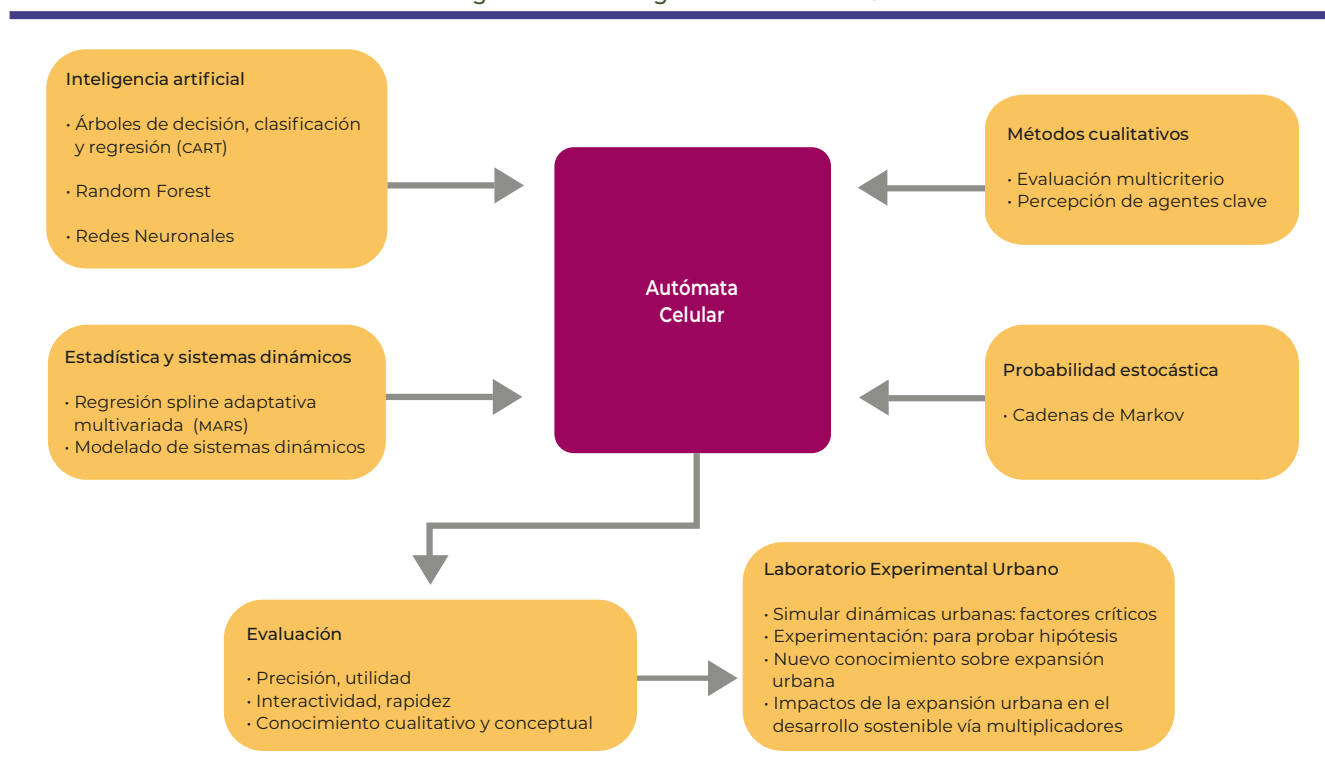 Inteligencia artificial
• Árboles de decisión, clasificación
y regresión (CART)
• Random Forest
• Redes Neuronales
Métodos cualitativos
• Evaluación multicriterio
• Percepción de agentes clave
Autómata
Celular
Estadística y sistemas dinámicos
• Regresión spline adaptativa
multivariada (MARS)
• Modelado de sistemas dinámicos
Probabilidad estocástica
• Cadenas de Markov
Evaluación
• Precisión, utilidad
• Interactividad, rapidez
• Conocimiento cualitativo y conceptual
Laboratorio Experimental Urbano
• Simular dinámicas urbanas: factores críticos
• Experimentación: para probar hipótesis
• Nuevo conocimiento sobre expansión
urbana
• Impactos de la expansión urbana en el
desarrollo sostenible vía multiplicadores